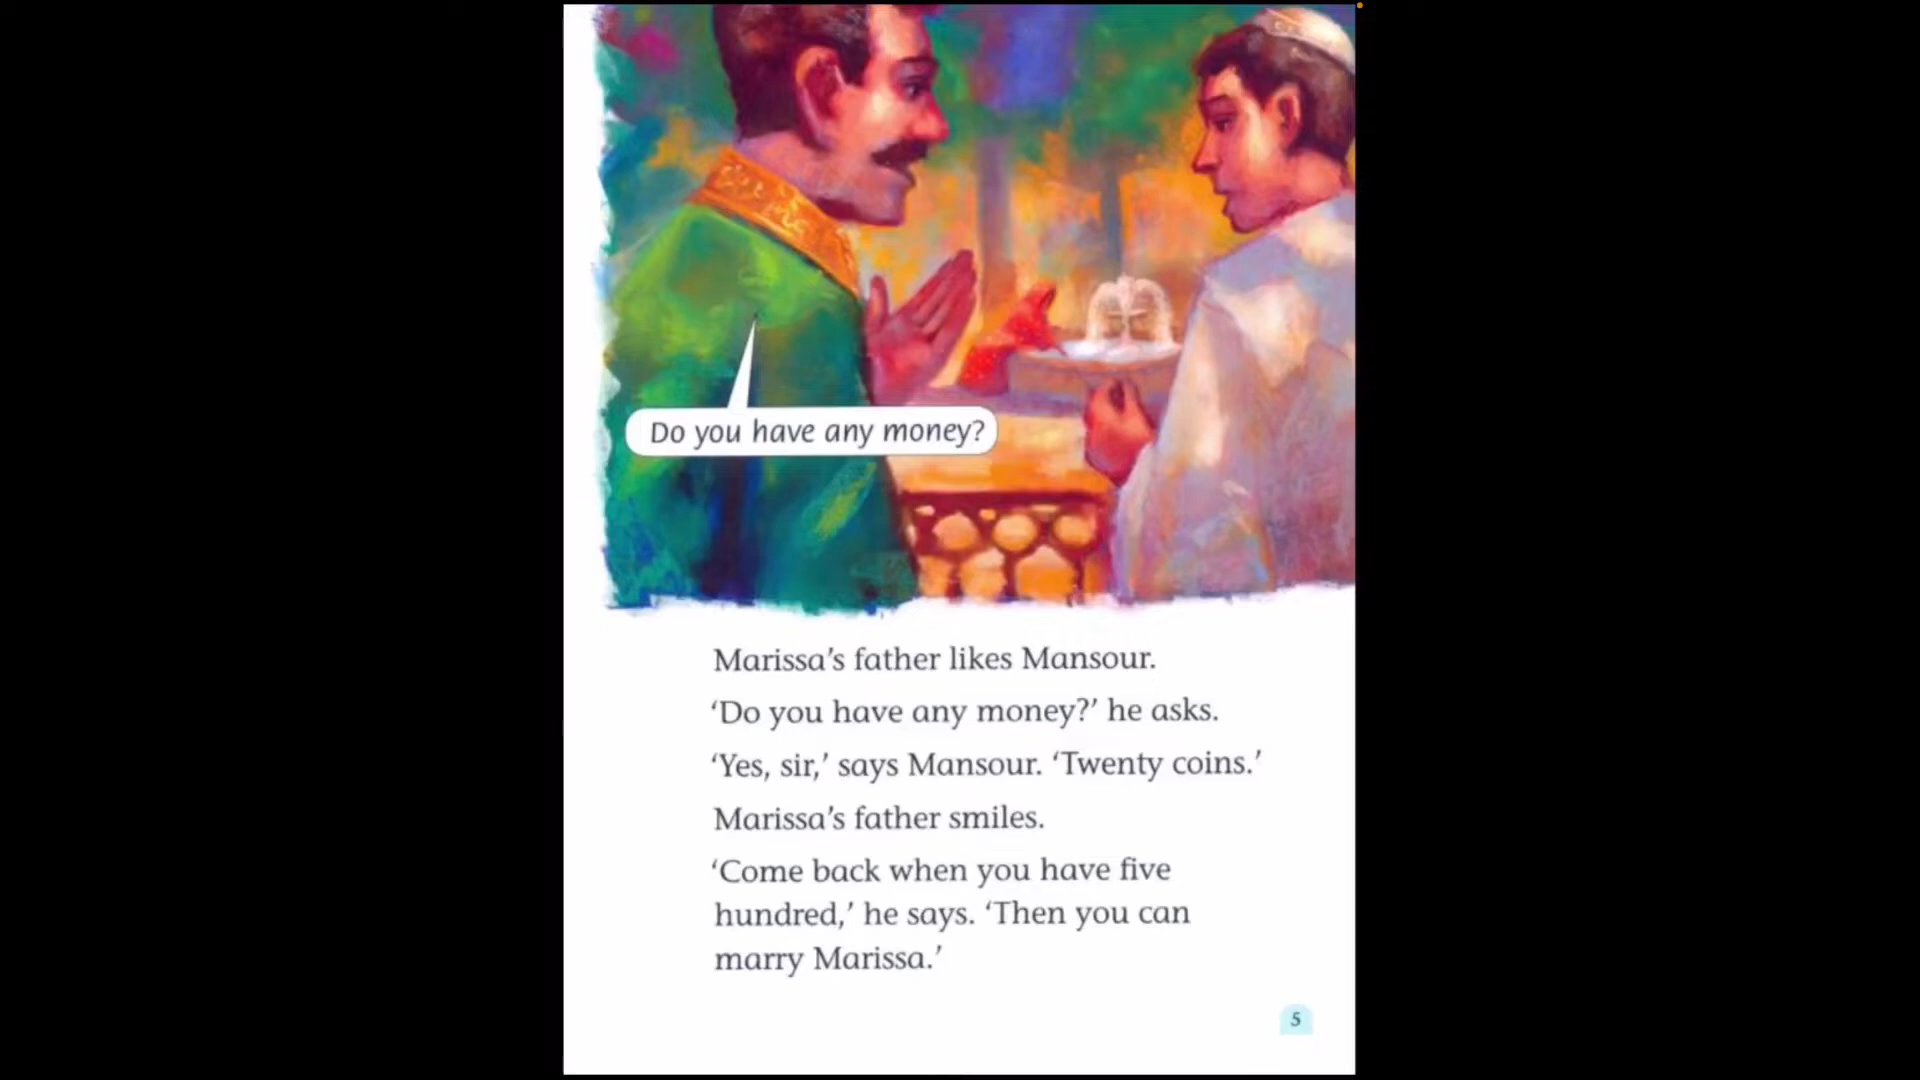 Do you have any money?
Marissa’s father likes Mansour.
‘Do you have any money?’ he asks.
‘Yes, sir,’ says Mansour. ‘Twenty coins.’
Marissa’s father smiles.
‘Come back when you have five
hundred,’ he says. ‘Then you can
marry Marissa.’
5